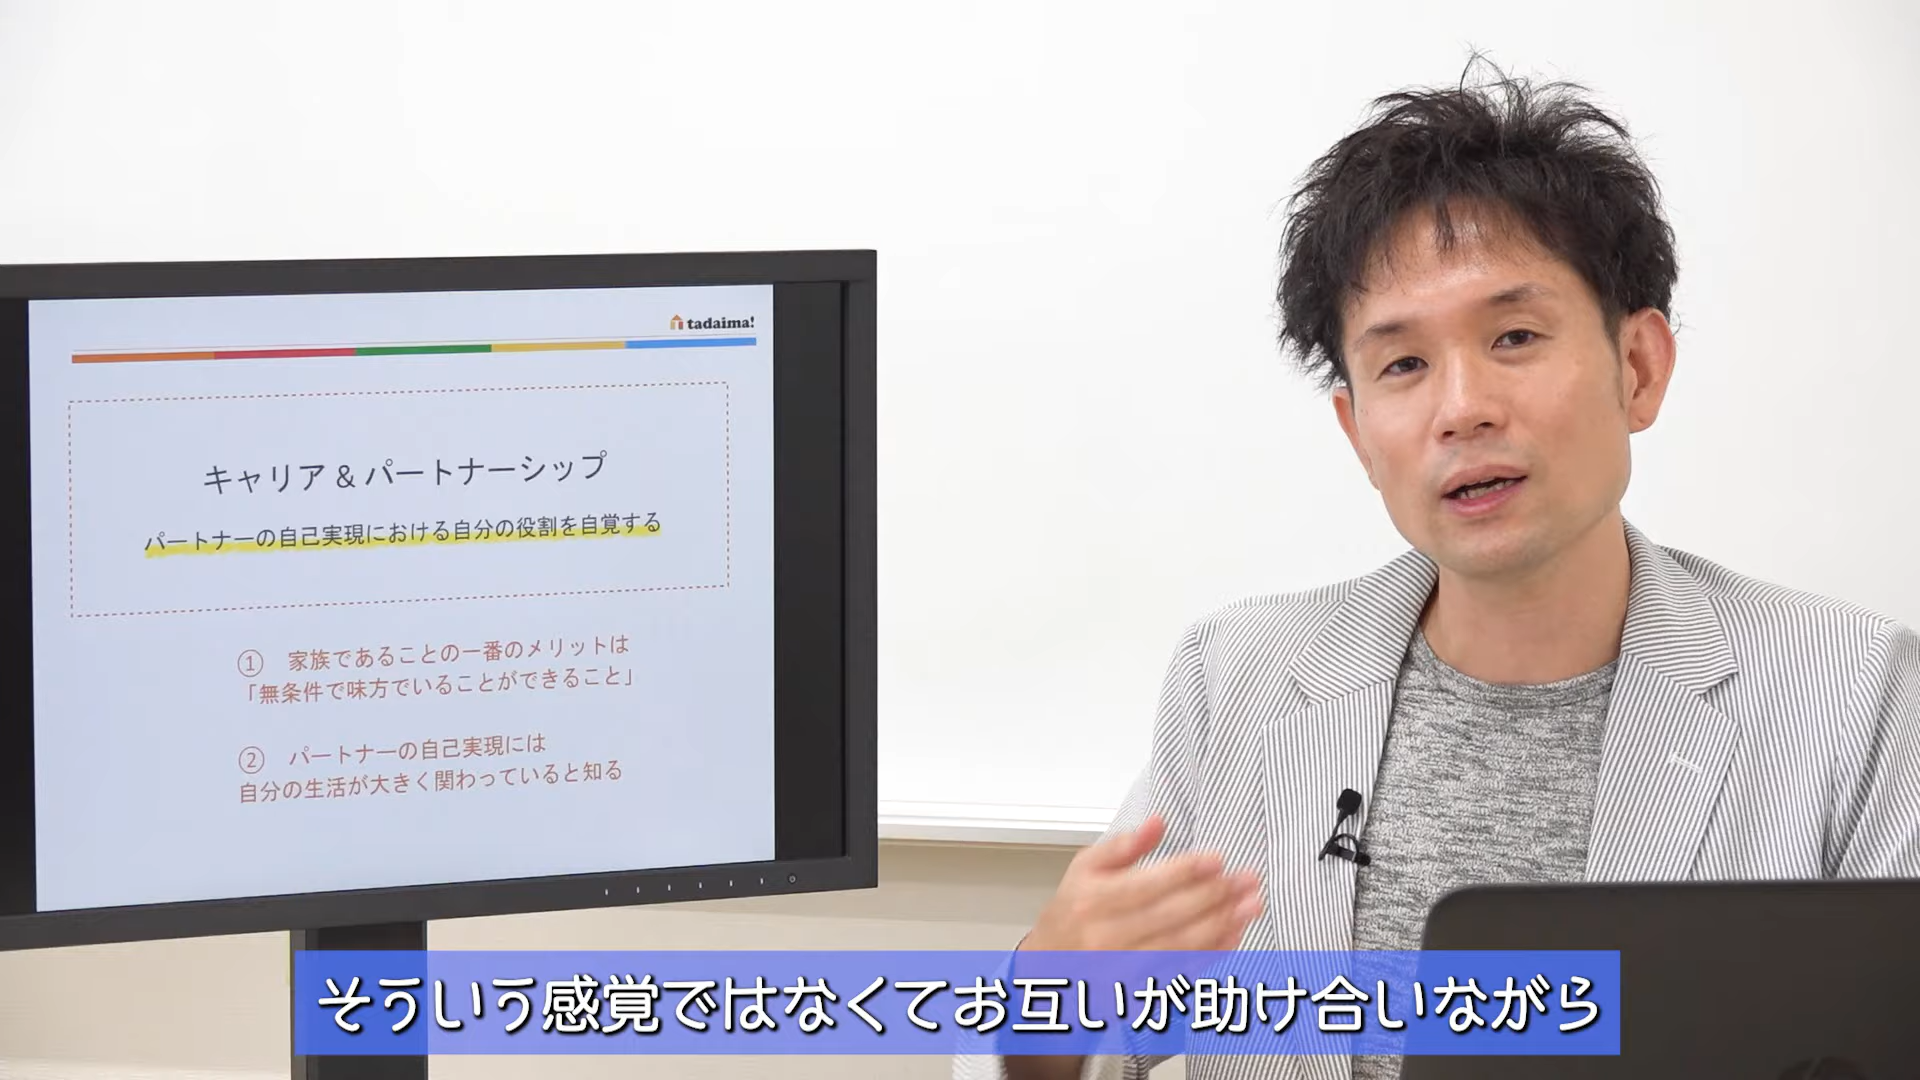 tadaima!
キャリア＆パートナーシップ
パートナーの自己実現における自分の役割を自覚する
① 家族であることの一番のメリットは
「無条件で味方でいることができること」
② パートナーの自己実現には
自分の生活が大きく関わっていると知る
そういう感覚ではなくてお互いが助け合いながら